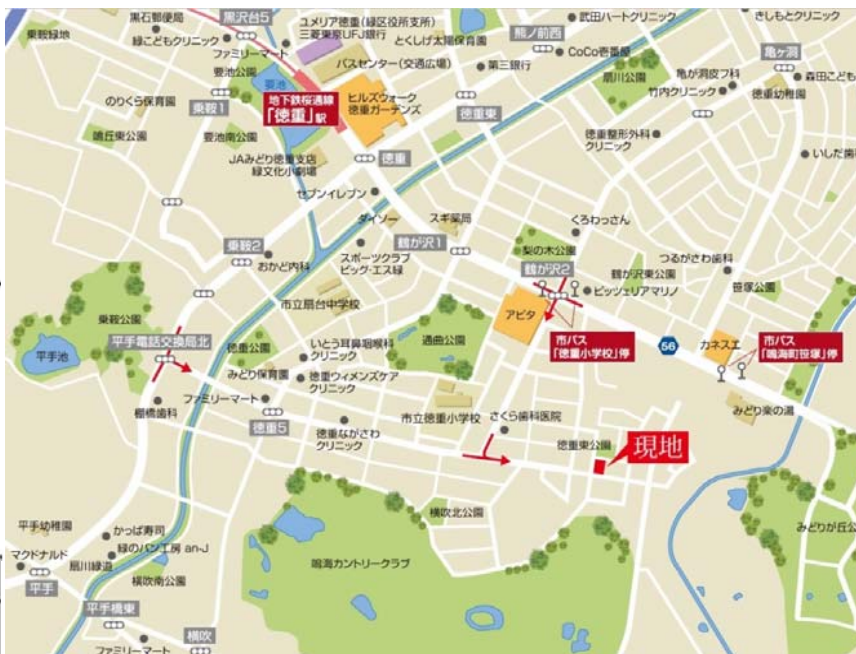 黒石郵便局
黒沢台5
ユメリア徳重(緑区役所支所)
三菱東京UFJ銀行
武田ハートクリニック
きしもとクリニック
乗鞍緑地
緑こどもクリニック
ファミリーマート
とくしげ太陽保育園
熊ノ前西
CoCo壱番屋
亀ヶ洞
要池公園
要池
バスセンター(交通広場)
第三銀行
扇川公園
亀が洞皮フ科
竹内クリニック
森田こども
のりくら保育園
乗鞍1
地下鉄桜通線
「徳重」駅
ヒルズウォーク
徳重ガーデンズ
徳重東
徳重幼稚園
鳴丘東公園
要池南公園
徳重整形外科
クリニック
JAみどり徳重支店
緑文化小劇場
徳重
いしだ歯
セブンイレブン
ダイソー
スギ薬局
くろわっさん
乗鞍2
鶴が沢1
梨の木公園
つるがさわ歯科
おかど内科
スポーツクラブ
ビッグ・エス緑
鶴が沢2
鶴が沢東公園
笹塚公園
ピッツェリアマリノ
市立扇台中学校
乗鞍公園
アピタ
平手池
平手電話交換局北
徳重公園
いとう耳鼻咽喉科
クリニック
通曲公園
市バス
「徳重小学校」停
56
カネスエ
市バス
「鳴海町笹塚」停
みどり保育園
徳重ウィメンズケア
クリニック
棚橋歯科
ファミリーマート
市立徳重小学校
さくら歯科医院
みどり楽の湯
徳重5
徳重ながさわ
クリニック
徳重東公園
現地
横吹北公園
平手幼稚園
かっぱ寿司
みどりが丘公
マクドナルド
緑のパン工房 an-J
扇川緑道
鳴海カントリークラブ
平手
横吹南公園
平手橋東
横吹
ファミリーマート